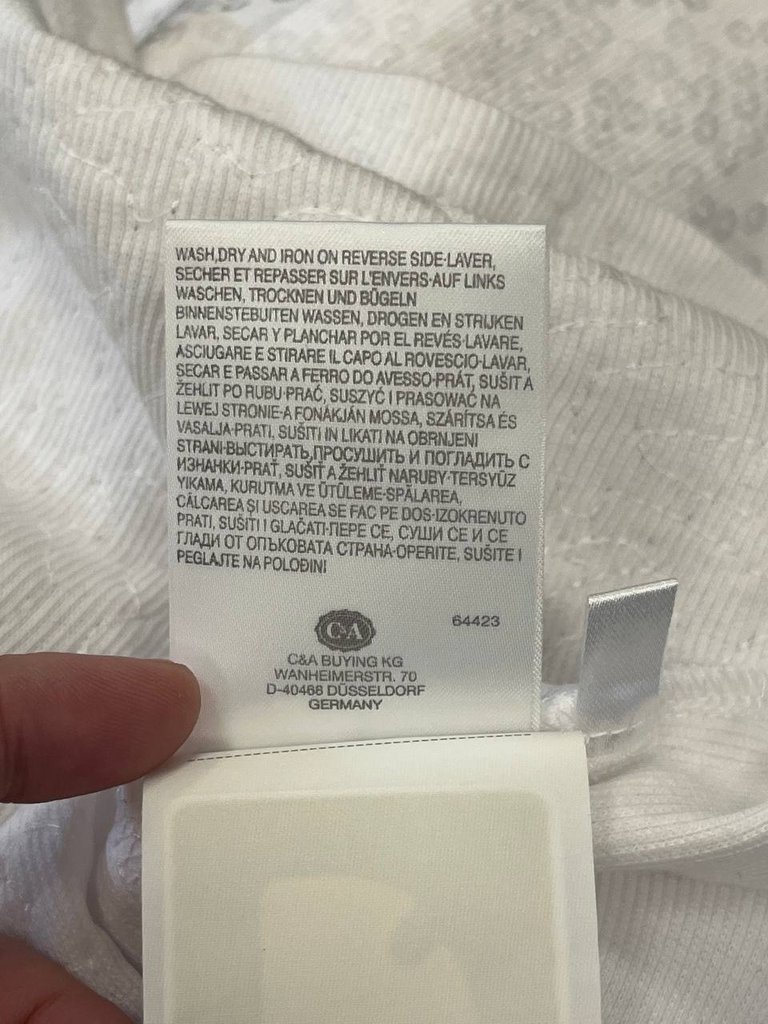 WASH,DRY AND IRON ON REVERSE SIDE·LAVER,
SECHER ET REPASSER SUR L'ENVERS·AUF LINKS
WASCHEN, TROCKNEN UND BÜGELN
BINNENSTEBUITEN WASSEN, DROGEN EN STRIJKEN
LAVAR, SECAR Y PLANCHAR POR EL REVÉS·LAVARE,
ASCIUGARE E STIRARE IL CAPO AL ROVESCIO·LAVAR,
SECAR E PASSAR A FERRO DO AVESSO·PRÁT, SUŠIT A
ŽEHLIT PO RUBU·PRAĆ, SUSZYĆ I PRASOWAĆ NA
LEWEJ STRONIE·A FONÁKJÁN MOSSA, SZÁRÍTSA ÉS
VASALJA·PRATI, SUŠITI IN LIKATI NA OBRNJENI
STRANI·ВЫСТИРАТЬ,ПРОСУШИТЬ И ПОГЛАДИТЬ С
ИЗНАНКИ·PRAŤ, SUŠIŤ A ŽEHLIŤ NARUBY·TERSYÜZ
YIKAMA, KURUTMA VE ÜTÜLEME·SPĂLAREA,
CĂLCAREA ȘI USCAREA SE FAC PE DOS·IZOKRENUTO
PRATI, SUŠITI I GLAČATI·ПЕРЕ СЕ, СУШИ СЕ И СЕ
ГЛАДИ ОТ ОПЪКОВАТА СТРАНА·OPERITE, SUŠITE I
PEGLAJTE NA POLOĐINI
C&A
64423
C&A BUYING KG
WANHEIMERSTR. 70
D-40468 DÜSSELDORF
GERMANY